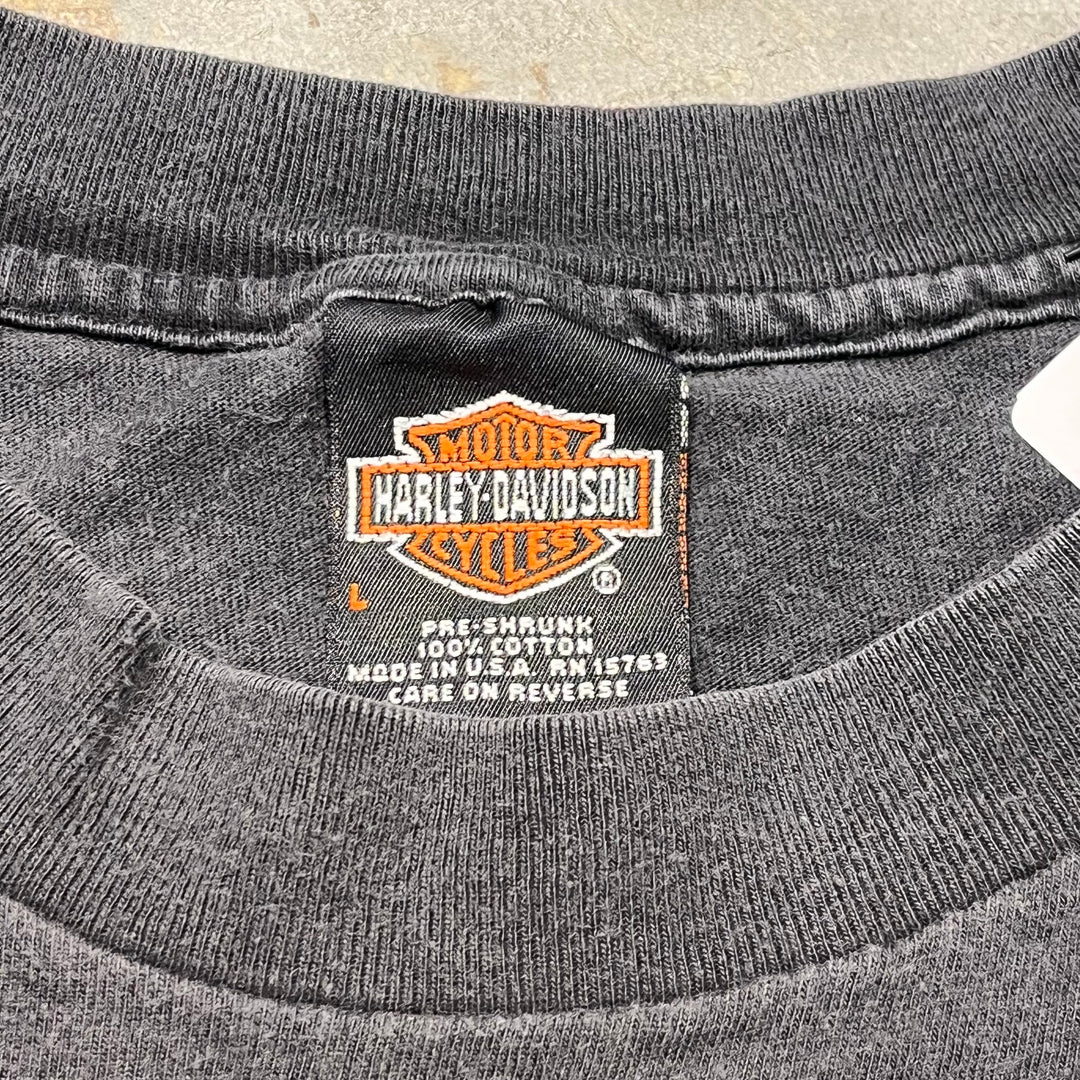 MOTOR
HARLEY-DAVIDSON
CYCLES
®
L
PRE-SHRUNK
100% COTTON
MADE IN U.S.A. RN 15763
CARE ON REVERSE